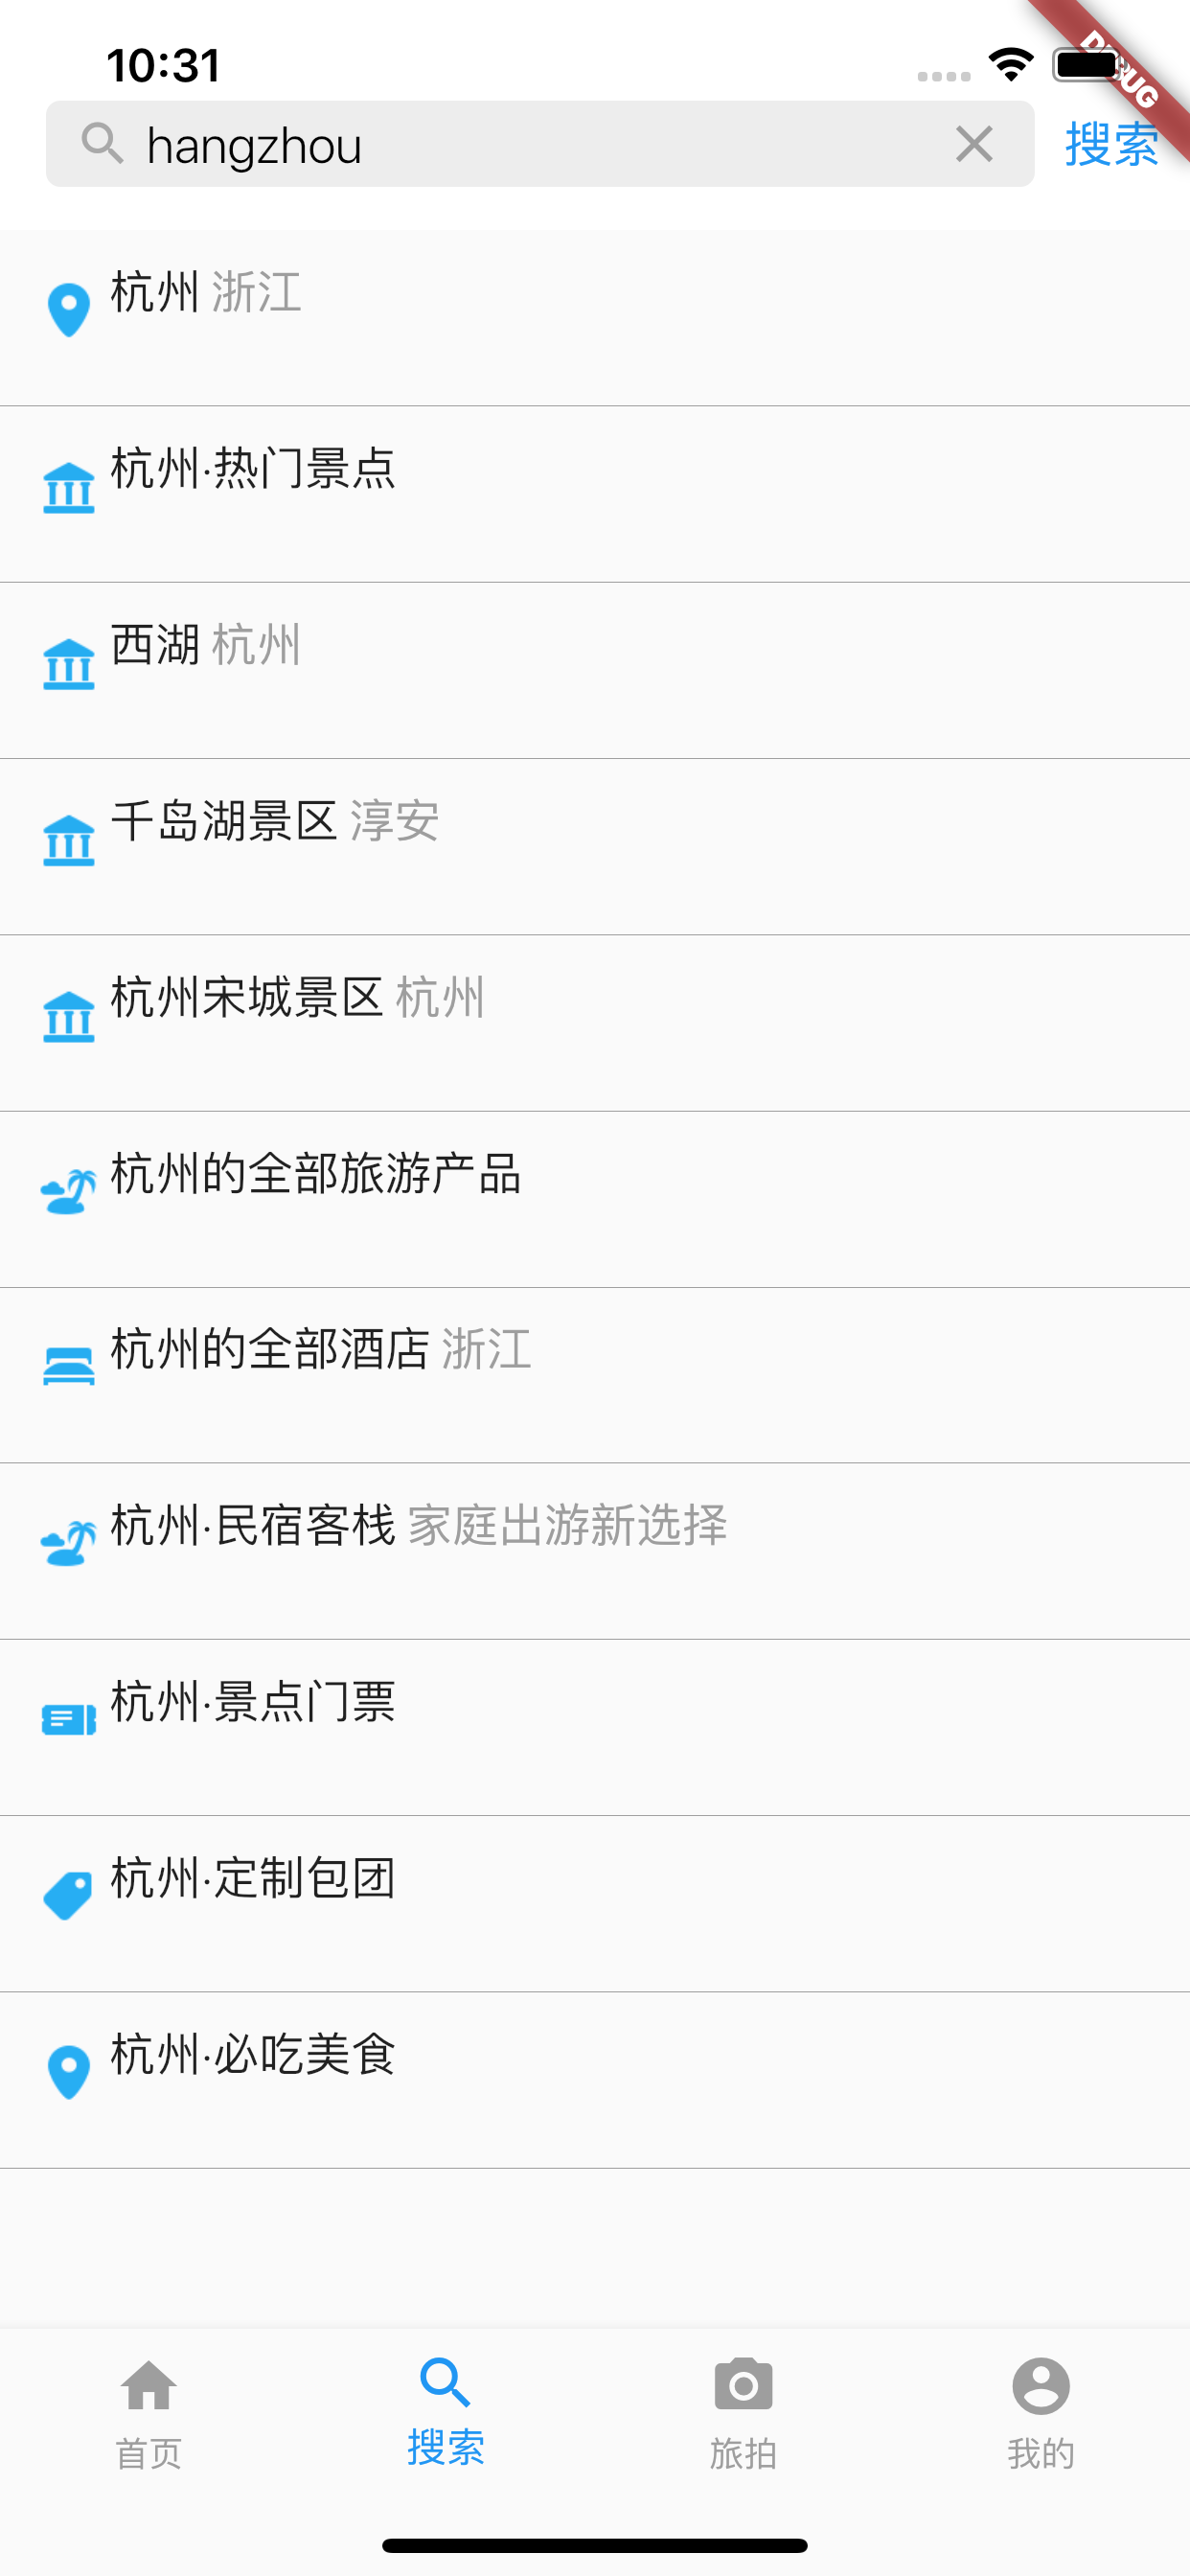 10:31
DEBUG
hangzhou
搜索
杭州 浙江
杭州·热门景点
西湖 杭州
千岛湖景区 淳安
杭州宋城景区 杭州
杭州的全部旅游产品
杭州的全部酒店 浙江
杭州·民宿客栈 家庭出游新选择
杭州·景点门票
杭州·定制包团
杭州·必吃美食
首页
搜索
旅拍
我的